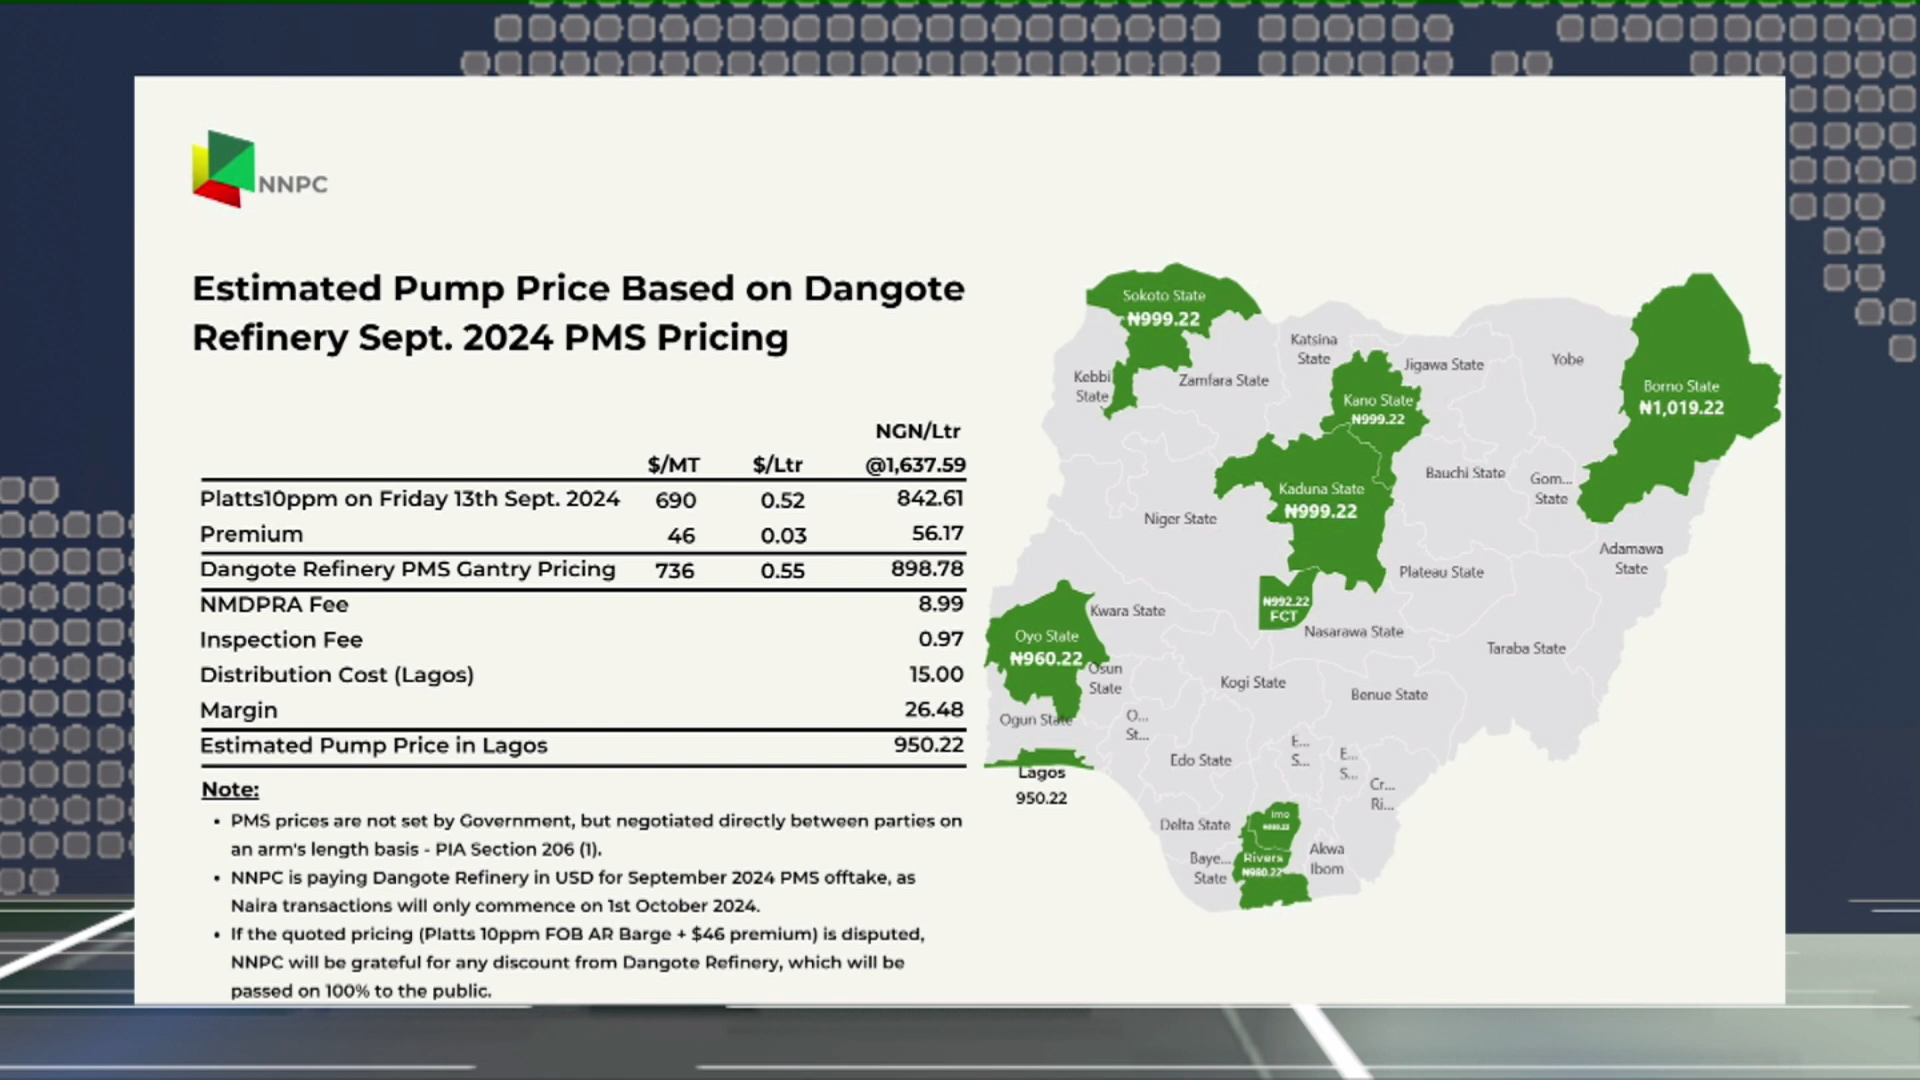 NNPC
Estimated Pump Price Based on Dangote
Refinery Sept. 2024 PMS Pricing
NGN/Ltr
$/MT $/Ltr @1,637.59
Platts10ppm on Friday 13th Sept. 2024 690 0.52 842.61
Premium 46 0.03 56.17
Dangote Refinery PMS Gantry Pricing 736 0.55 898.78
NMDPRA Fee 8.99
Inspection Fee 0.97
Distribution Cost (Lagos) 15.00
Margin 26.48
Estimated Pump Price in Lagos 950.22
Note:
• PMS prices are not set by Government, but negotiated directly between parties on
an arm's length basis - PIA Section 206 (1).
• NNPC is paying Dangote Refinery in USD for September 2024 PMS offtake, as
Naira transactions will only commence on 1st October 2024.
• If the quoted pricing (Platts 10ppm FOB AR Barge + $46 premium) is disputed,
NNPC will be grateful for any discount from Dangote Refinery, which will be
passed on 100% to the public.
Sokoto State
₦999.22
Katsina
State
Jigawa State
Yobe
Borno State
₦1,019.22
Kebbi
State
Zamfara State
Kano State
₦999.22
Kaduna State
₦999.22
Bauchi State
Gom...
State
Niger State
Adamawa
State
Plateau State
₦992.22
FCT
Nasarawa State
Kwara State
Oyo State
₦960.22
Osun
State
Taraba State
Kogi State
Benue State
Ogun State
O...
St...
Edo State
E...
S...
E...
S...
Cr...
Ri...
Lagos
950.22
Delta State
Imo
Rivers
₦980.22
Baye...
State
Akwa
Ibom